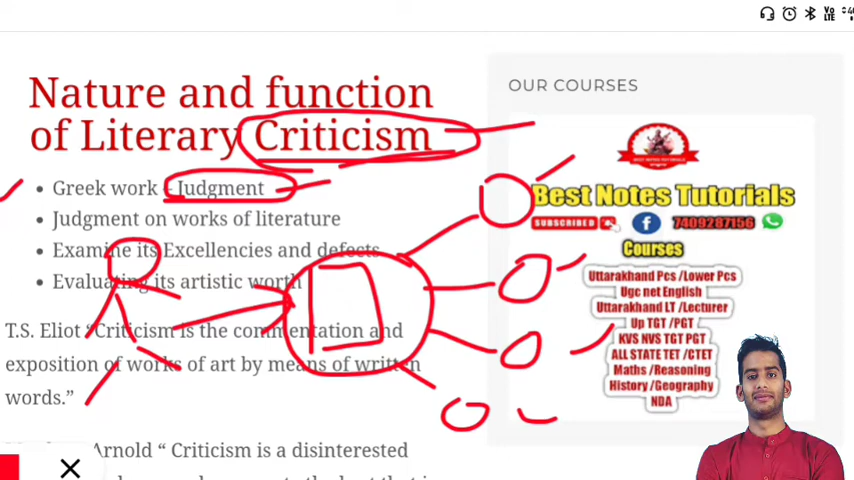 Vo
LTE
Nature and function
of Literary Criticism
OUR COURSES
• Greek work - Judgment
• Judgment on works of literature
• Examine its Excellencies and defects
• Evaluating its artistic worth
T.S. Eliot “Criticism is the commentation and
exposition of works of art by means of written
words.”
Arnold “ Criticism is a disinterested
Best Notes Tutorials
SUBSCRIBED
7409287156
Courses
Uttarakhand Pcs /Lower Pcs
Ugc net English
Uttarakhand LT /Lecturer
Up TGT /PGT
KVS NVS TGT PGT
ALL STATE TET /CTET
Maths /Reasoning
History /Geography
NDA